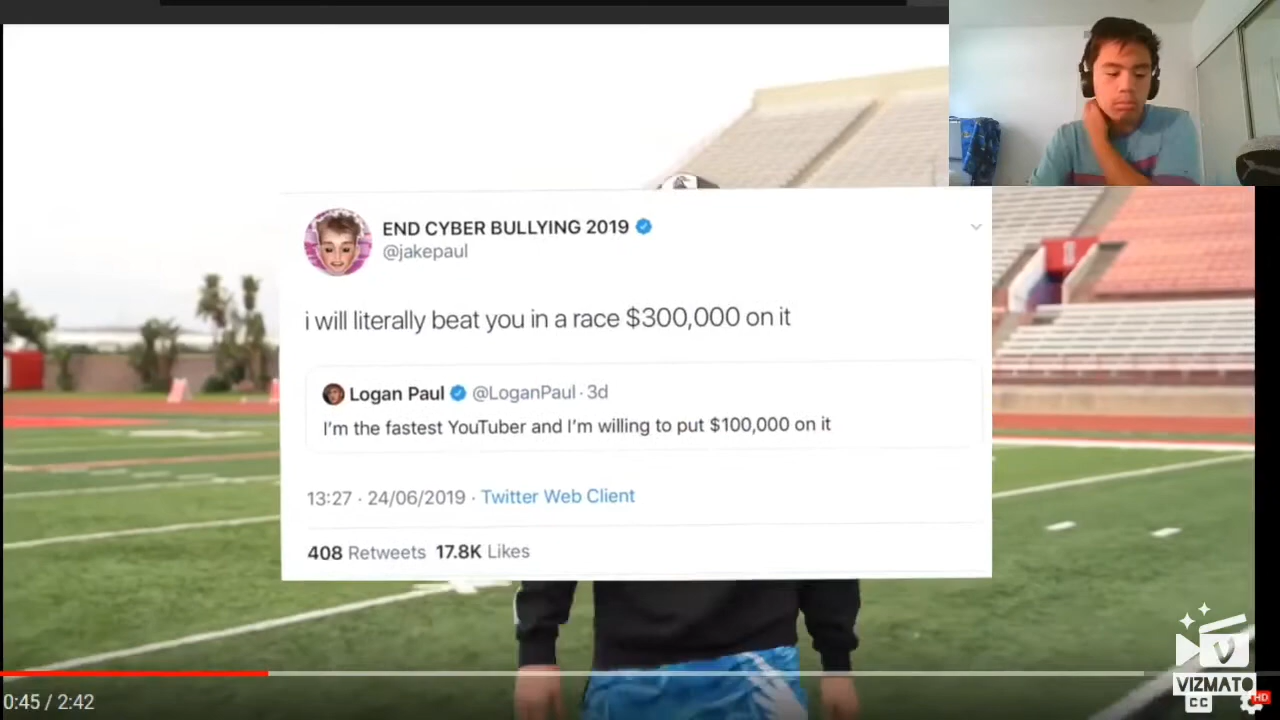 END CYBER BULLYING 2019
@jakepaul
i will literally beat you in a race $300,000 on it
Logan Paul @LoganPaul · 3d
I'm the fastest YouTuber and I'm willing to put $100,000 on it
13:27 · 24/06/2019 · Twitter Web Client
408 Retweets 17.8K Likes
0:45 / 2:42
VIZMATO
CC
HD